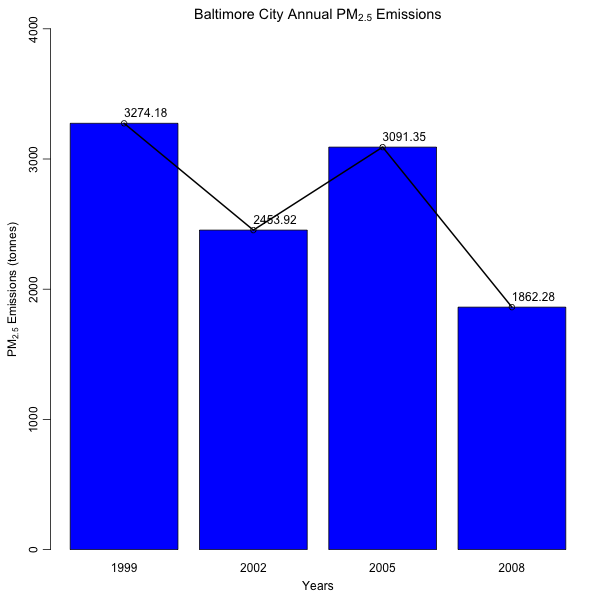 Baltimore City Annual PM2.5 Emissions
PM2.5 Emissions (tonnes)
4000
3000
2000
1000
0
3274.18
2453.92
3091.35
1862.28
1999 2002 2005 2008
Years